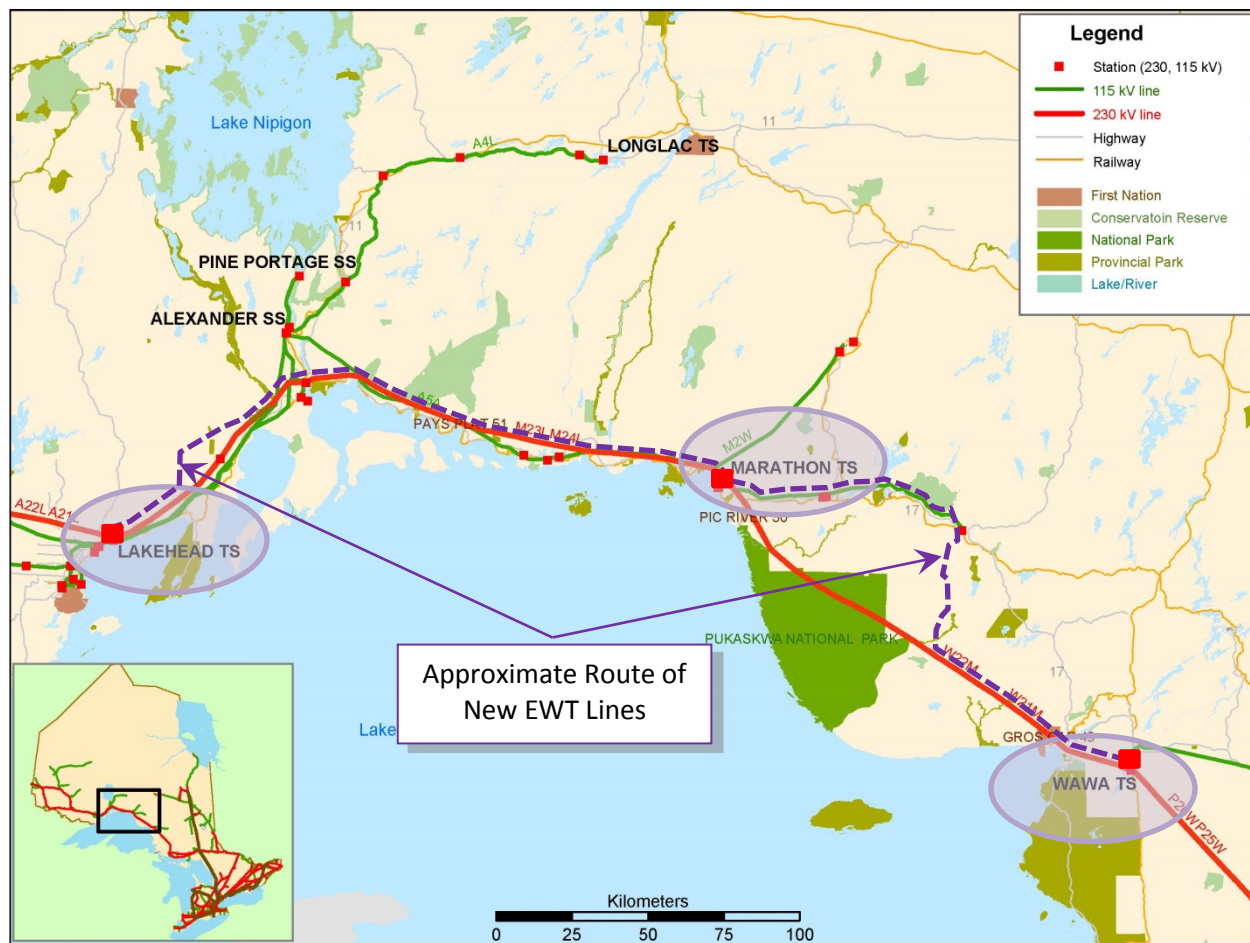 Legend
Station (230, 115 kV)
115 kV line
230 kV line
Highway
Railway
First Nation
Conservatoin Reserve
National Park
Provincial Park
Lake/River
Lake Nipigon
A4L
LONGLAC TS
11
11
PINE PORTAGE SS
ALEXANDER SS
A5A
PAYS PLAT 51
M23L M24L
M2W
MARATHON TS
PIC RIVER 50
17
A22L A21L
LAKEHEAD TS
PUKASKWA NATIONAL PARK
Approximate Route of
New EWT Lines
W22M
W21M
17
Lake
GROS CAP 49
WAWA TS
P25W
Kilometers
0 25 50 75 100